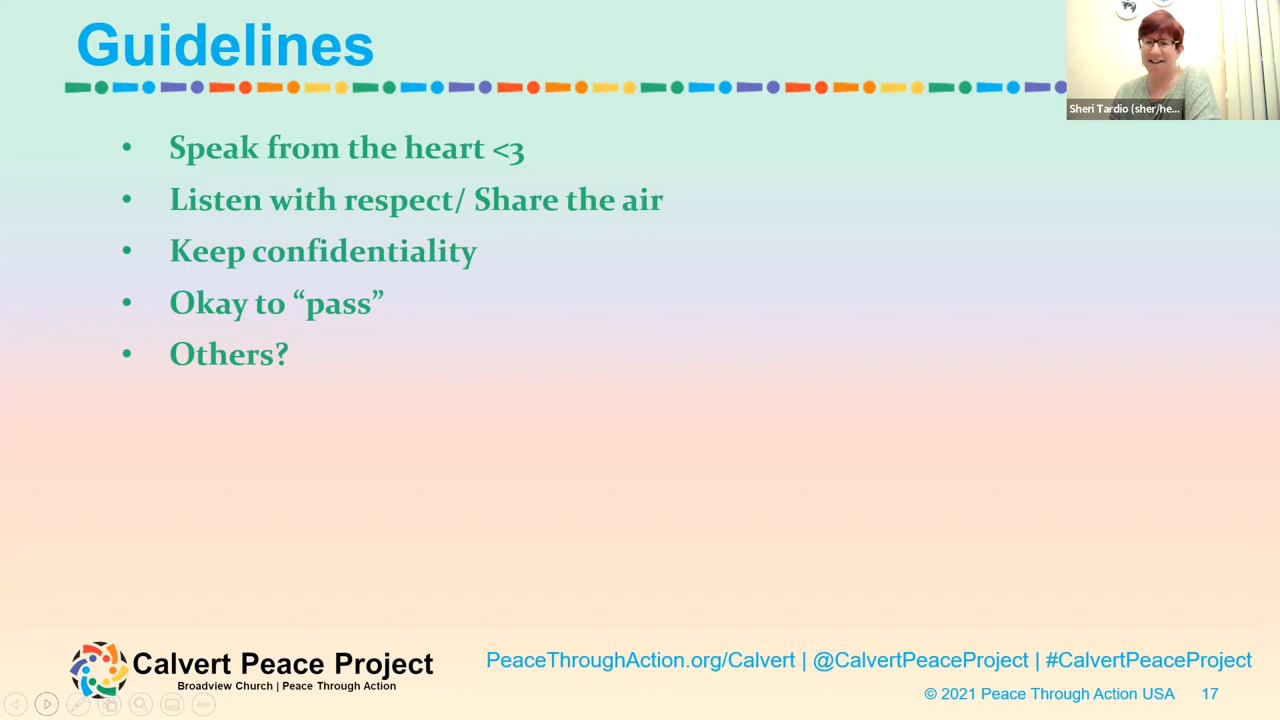 Guidelines
Sheri Tardio (sher/he...
• Speak from the heart <3
• Listen with respect/ Share the air
• Keep confidentiality
• Okay to “pass”
• Others?
Calvert Peace Project
Broadview Church | Peace Through Action
PeaceThroughAction.org/Calvert | @CalvertPeaceProject | #CalvertPeaceProject
© 2021 Peace Through Action USA 17